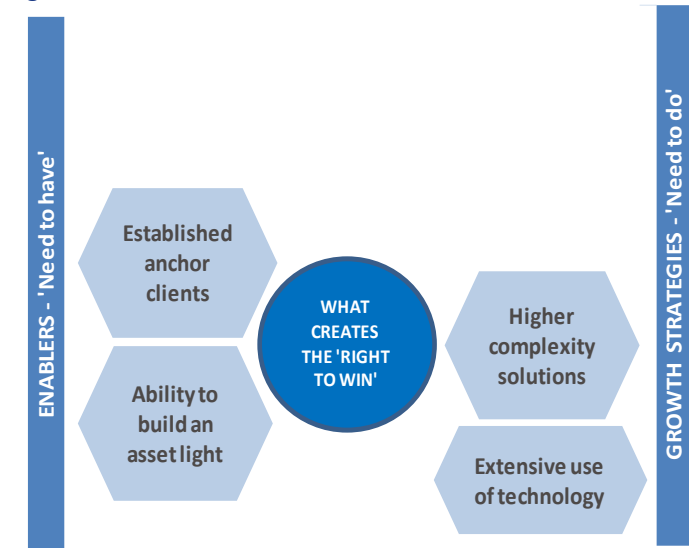 ENABLERS - 'Need to have'
Established
anchor
clients
Ability to
build an
asset light
WHAT
CREATES
THE 'RIGHT
TO WIN'
Higher
complexity
solutions
Extensive use
of technology
GROWTH STRATEGIES - 'Need to do'